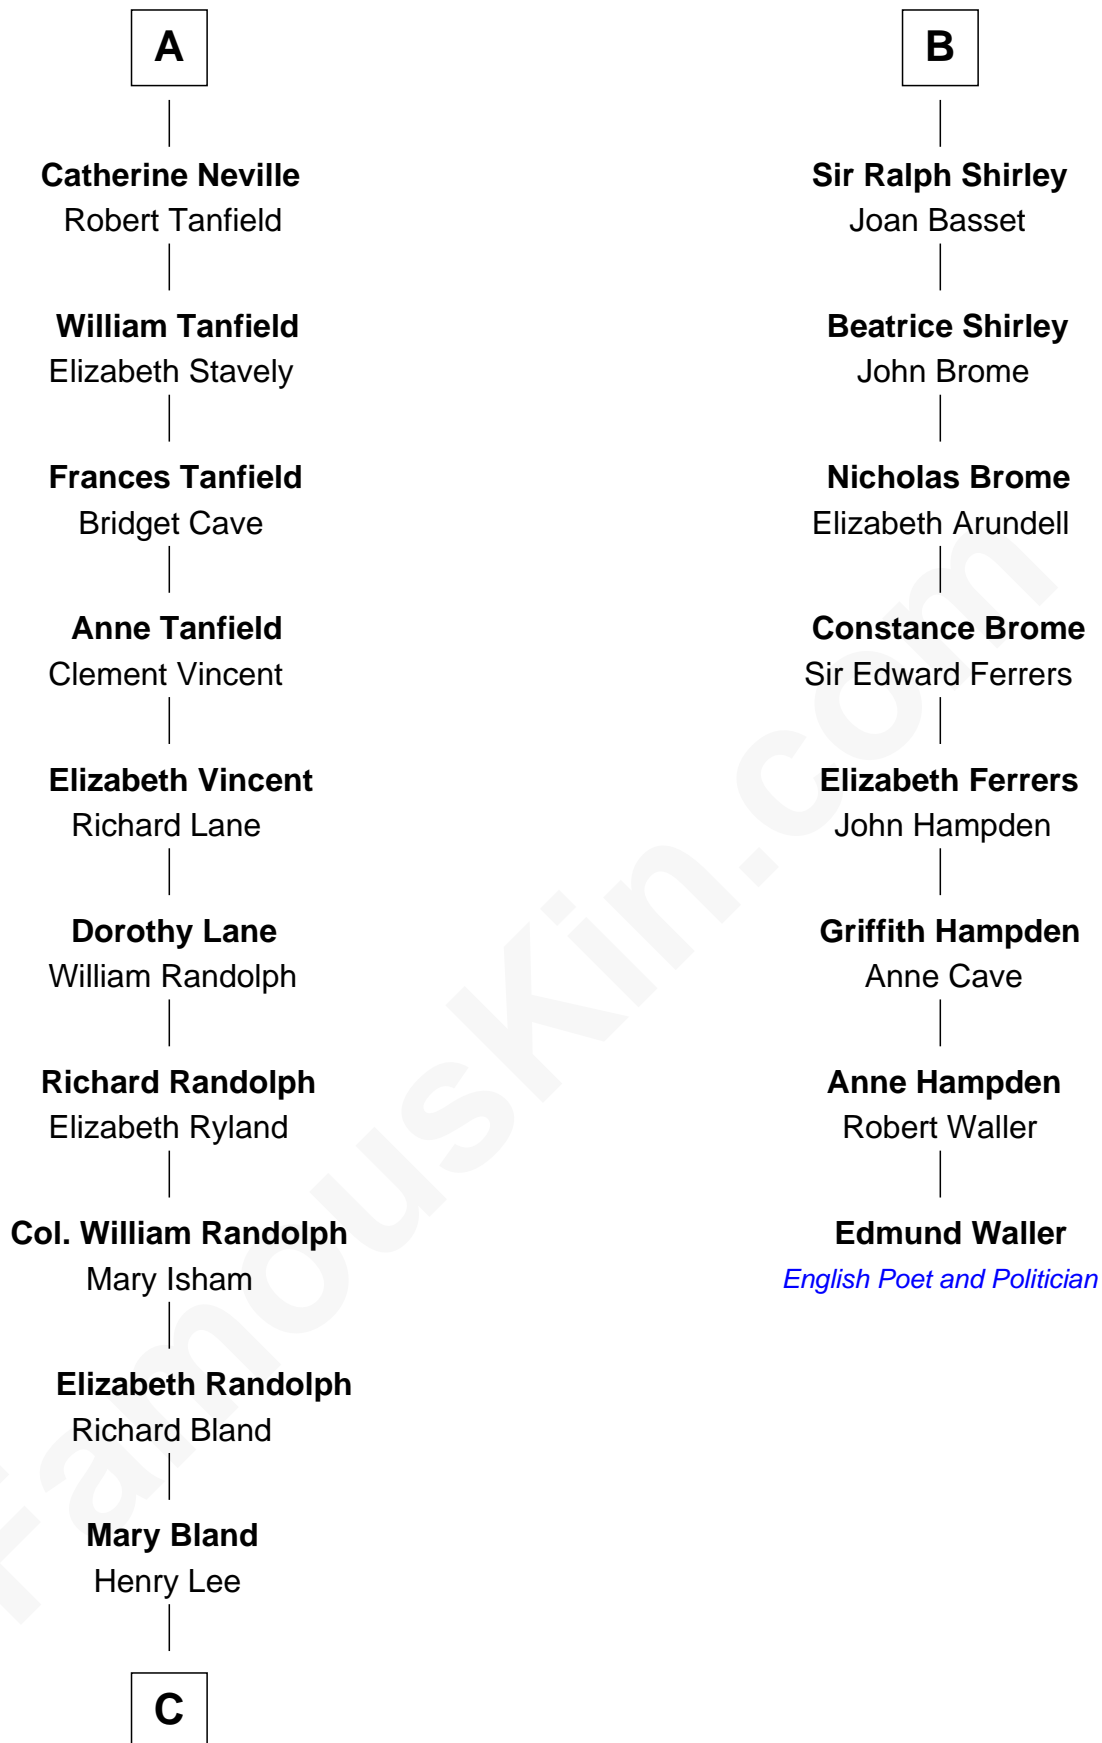 A
Catherine Neville
Robert Tanfield
William Tanfield
Elizabeth Stavely
Frances Tanfield
Bridget Cave
Anne Tanfield
Clement Vincent
Elizabeth Vincent
Richard Lane
Dorothy Lane
William Randolph
Richard Randolph
Elizabeth Ryland
Col. William Randolph
Mary Isham
Elizabeth Randolph
Richard Bland
Mary Bland
Henry Lee
C
B
Sir Ralph Shirley
Joan Basset
Beatrice Shirley
John Brome
Nicholas Brome
Elizabeth Arundell
Constance Brome
Sir Edward Ferrers
Elizabeth Ferrers
John Hampden
Griffith Hampden
Anne Cave
Anne Hampden
Robert Waller
Edmund Waller
English Poet and Politician
FamousKin.com